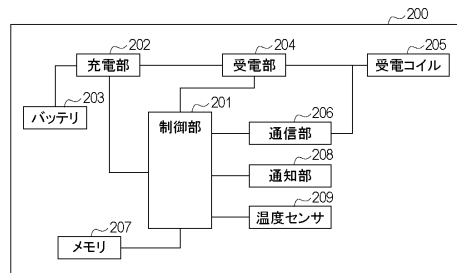 200
202
204
205
充電部
受電部
受電コイル
203
201
206
バッテリ
制御部
通信部
208
通知部
209
207
温度センサ
メモリ